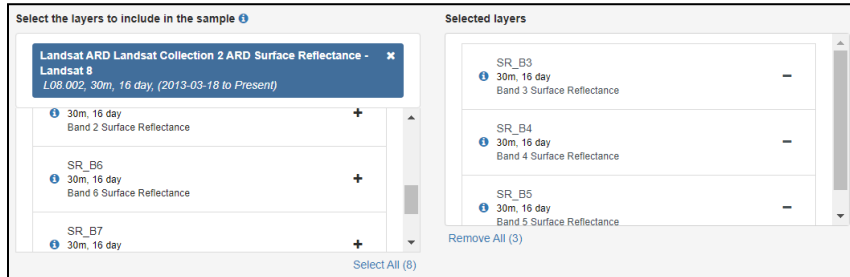 Select the layers to include in the sample
Landsat ARD Landsat Collection 2 ARD Surface Reflectance -
Landsat 8
L08.002, 30m, 16 day, (2013-03-18 to Present)
30m, 16 day
Band 2 Surface Reflectance
SR_B6
30m, 16 day
Band 6 Surface Reflectance
SR_B7
30m, 16 day
Select All (8)
Selected layers
SR_B3
30m, 16 day
Band 3 Surface Reflectance
SR_B4
30m, 16 day
Band 4 Surface Reflectance
SR_B5
30m, 16 day
Band 5 Surface Reflectance
Remove All (3)